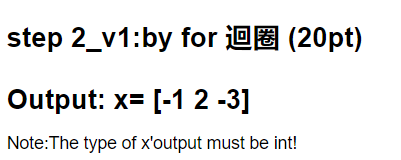 step 2_v1:by for 迴圈 (20pt)
Output: x= [-1 2 -3]
Note:The type of x'output must be int!